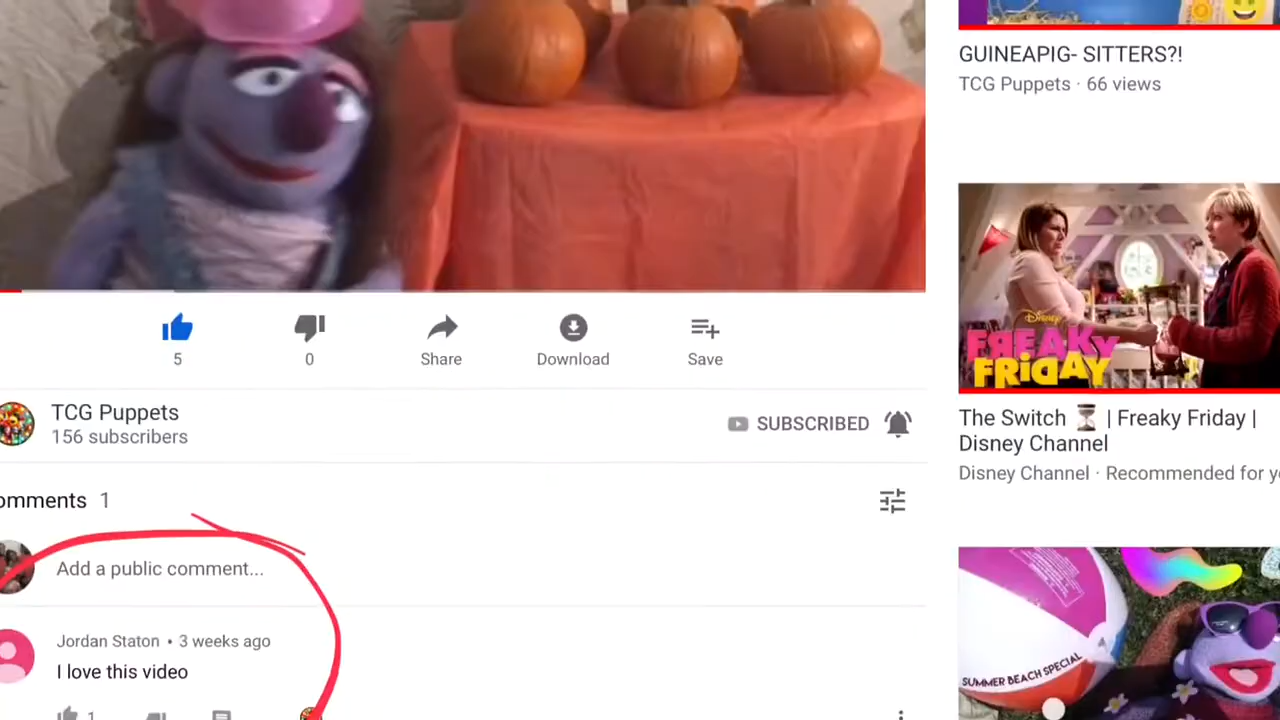 GUINEAPIG- SITTERS?!
TCG Puppets · 66 views
5
0
Share
Download
Save
Disney
FREAKY
FRiDAY
The Switch ⏳ | Freaky Friday |
Disney Channel
Disney Channel · Recommended for y
TCG Puppets
156 subscribers
SUBSCRIBED
omments 1
Add a public comment...
Jordan Staton • 3 weeks ago
I love this video
1
SUMMER BEACH SPECIAL